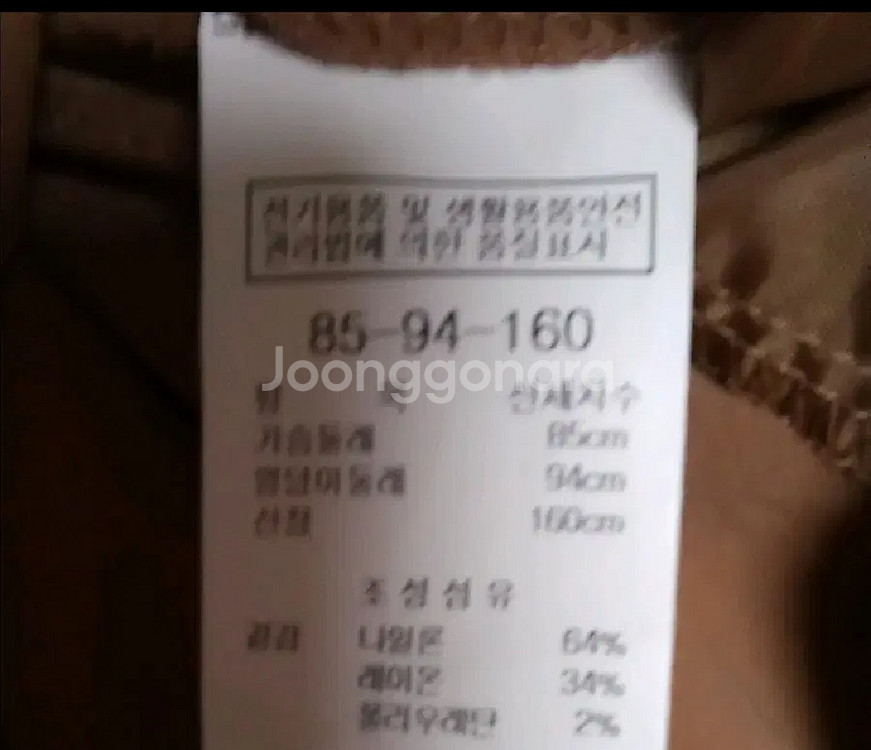 전기용품 및 생활용품안전
관리법에 의한 품질표시
85-94-160
Joonggonara
항 목 신체치수
가슴둘레 85cm
엉덩이둘레 94cm
신장 160cm
조성섬유
겉감 나일론 64%
레이온 34%
폴리우레탄 2%